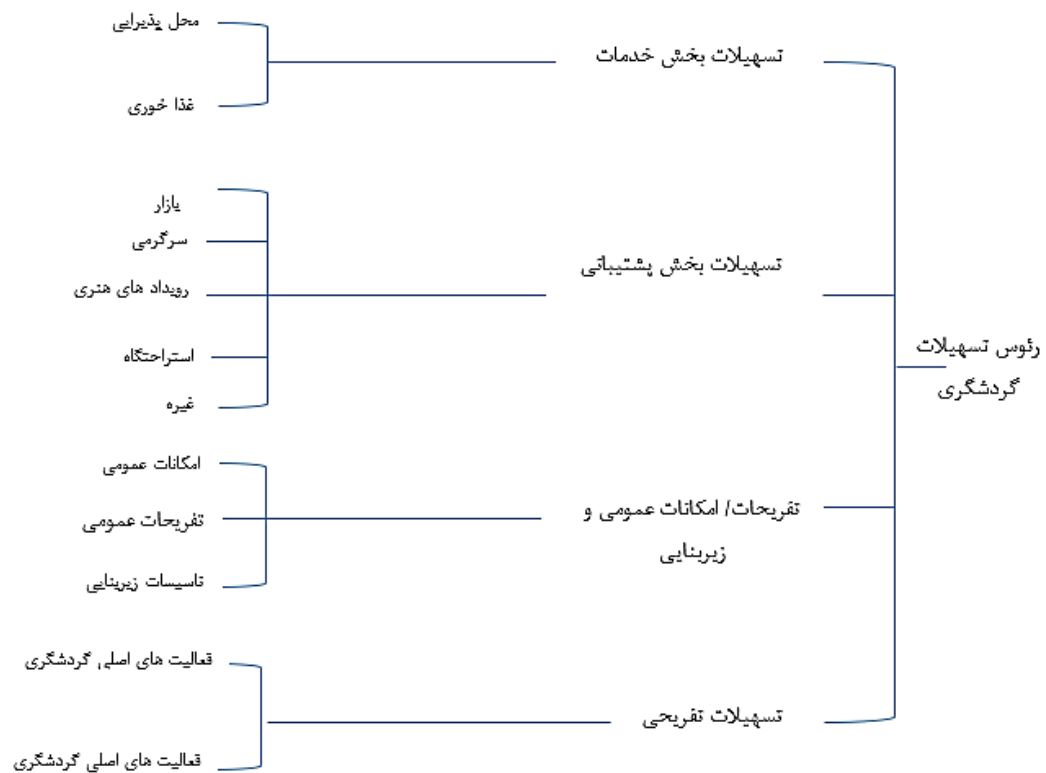 رئوس تسهیلات
گردشگری
تسهیلات بخش خدمات
محل پذیرایی
غذا خوری
تسهیلات بخش پشتیبانی
بازار
سرگرمی
رویداد های هنری
استراحتگاه
غیره
تفریحات/ امکانات عمومی و
زیربنایی
امکانات عمومی
تفریحات عمومی
تاسیسات زیربنایی
تسهیلات تفریحی
فعالیت های اصلی گردشگری
فعالیت های اصلی گردشگری